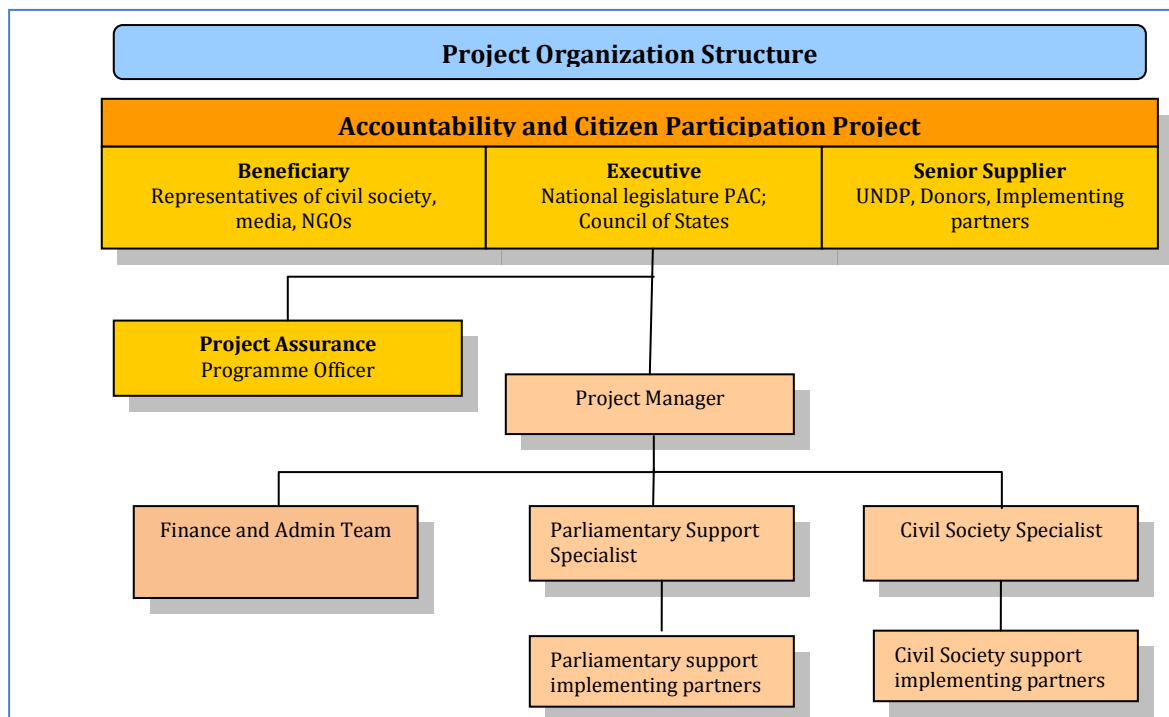 Project Organization Structure
Accountability and Citizen Participation Project
Beneficiary
Representatives of civil society,
media, NGOs
Executive
National legislature PAC;
Council of States
Senior Supplier
UNDP, Donors, Implementing
partners
Project Assurance
Programme Officer
Project Manager
Finance and Admin Team
Parliamentary Support
Specialist
Civil Society Specialist
Parliamentary support
implementing partners
Civil Society support
implementing partners